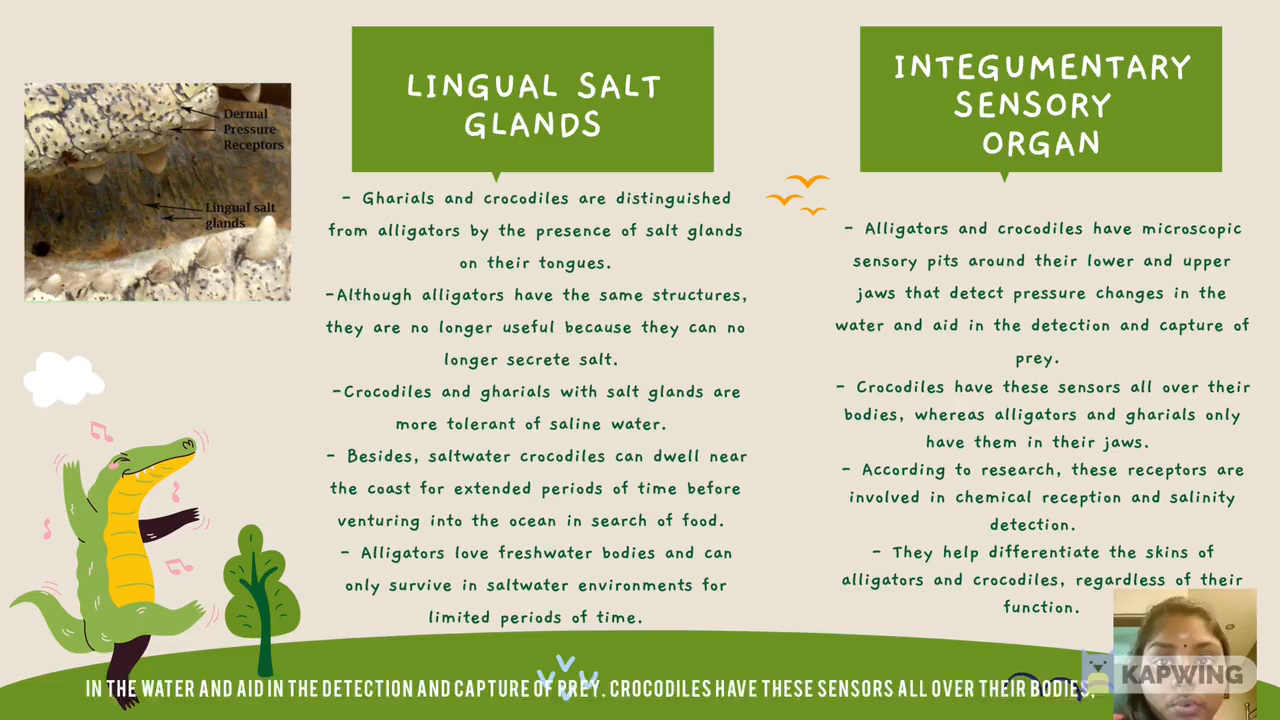 Dermal
Pressure
Receptors
Lingual salt
glands
LINGUAL SALT
GLANDS
- Gharials and crocodiles are distinguished
from alligators by the presence of salt glands
on their tongues.
-Although alligators have the same structures,
they are no longer useful because they can no
longer secrete salt.
-Crocodiles and gharials with salt glands are
more tolerant of saline water.
- Besides, saltwater crocodiles can dwell near
the coast for extended periods of time before
venturing into the ocean in search of food.
- Alligators love freshwater bodies and can
only survive in saltwater environments for
limited periods of time.
INTEGUMENTARY
SENSORY
ORGAN
- Alligators and crocodiles have microscopic
sensory pits around their lower and upper
jaws that detect pressure changes in the
water and aid in the detection and capture of
prey.
- Crocodiles have these sensors all over their
bodies, whereas alligators and gharials only
have them in their jaws.
- According to research, these receptors are
involved in chemical reception and salinity
detection.
- They help differentiate the skins of
alligators and crocodiles, regardless of their
function.
IN THE WATER AND AID IN THE DETECTION AND CAPTURE OF PREY. CROCODILES HAVE THESE SENSORS ALL OVER THEIR BODIES,
KAPWING